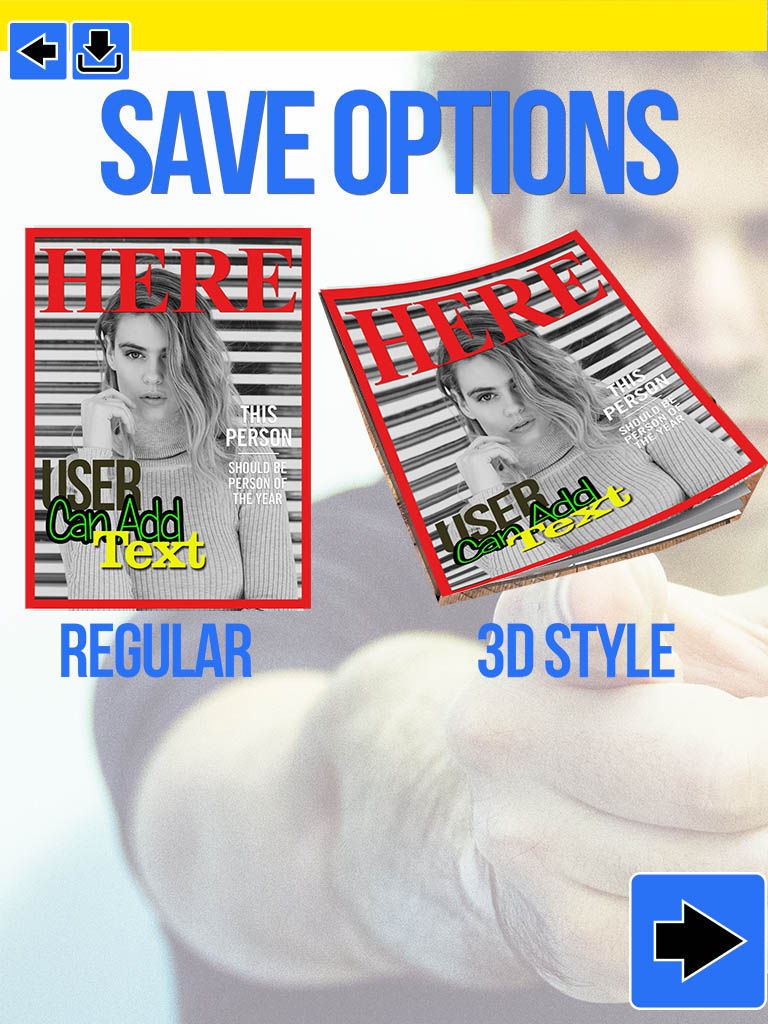 SAVE OPTIONS
HERE
THIS
PERSON
SHOULD BE
PERSON OF
THE YEAR
USER
Can Add
Text
HERE
THIS
PERSON
SHOULD BE
PERSON OF
THE YEAR
USER
Can Add
Text
REGULAR
3D STYLE